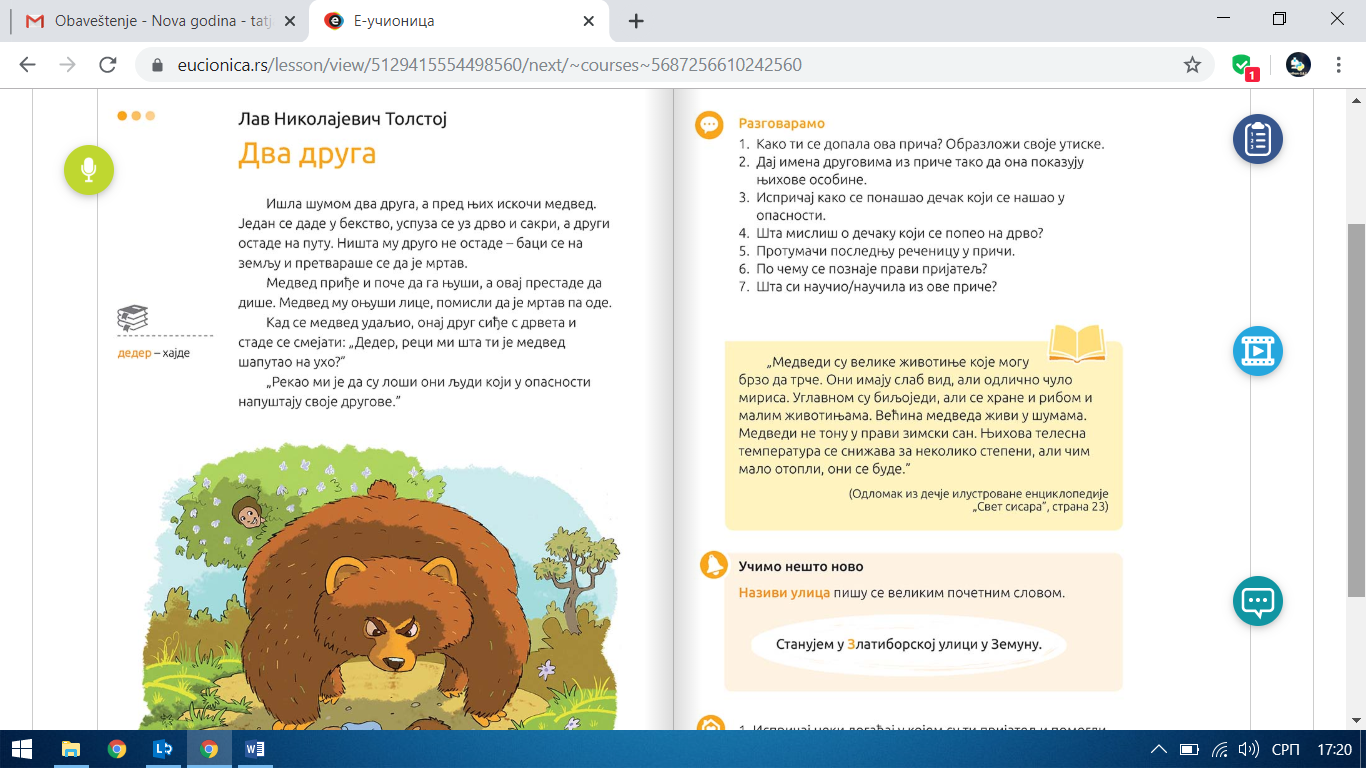 Obaveštenje - Nova godina - tatj
Е-учионица
eucionica.rs/lesson/view/5129415554498560/next/~courses~5687256610242560
1
Лав Николајевич Толстој
Два друга
Ишла шумом два друга, а пред њих искочи медвед.
Један се даде у бекство, успуза се уз дрво и сакри, а други
остаде на путу. Ништа му друго не остаде – баци се на
земљу и претвараше се да је мртав.
Медвед приђе и поче да га њуши, а овај престаде да
дише. Медвед му оњуши лице, помисли да је мртав па оде.
Кад се медвед удаљио, онај друг сиђе с дрвета и
стаде се смејати: „Дедер, реци ми шта ти је медвед
шапутао на ухо?”
„Рекао ми је да су лоши они људи који у опасности
напуштају своје другове.”
дедер – хајде
Разговарамо
1. Како ти се допала ова прича? Образложи своје утиске.
2. Дај имена друговима из приче тако да она показују
њихове особине.
3. Испричај како се понашао дечак који се нашао у
опасности.
4. Шта мислиш о дечаку који се попео на дрво?
5. Протумачи последњу реченицу у причи.
6. По чему се познаје прави пријатељ?
7. Шта си научио/научила из ове приче?
„Медведи су велике животиње које могу
брзо да трче. Они имају слаб вид, али одлично чуло
мириса. Углавном су биљоједи, али се хране и рибом и
малим животињама. Већина медведа живи у шумама.
Медведи не тону у прави зимски сан. Њихова телесна
температура се снижава за неколико степени, али чим
мало отопли, они се буде.”
(Одломак из дечје илустроване енциклопедије
„Свет сисара”, страна 23)
Учимо нешто ново
Називи улица пишу се великим почетним словом.
Станујем у Златиборској улици у Земуну.
1. Испричај неки догађај у којем су ти пријатељи помогли
СРП
17:20